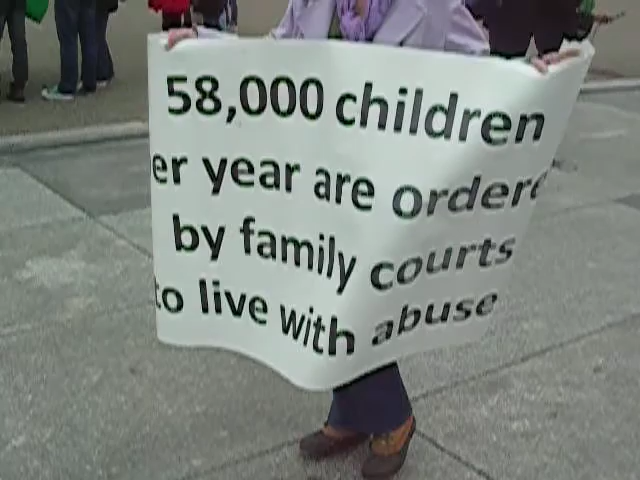 58,000 children
er year are ordere
by family courts
to live with abuse